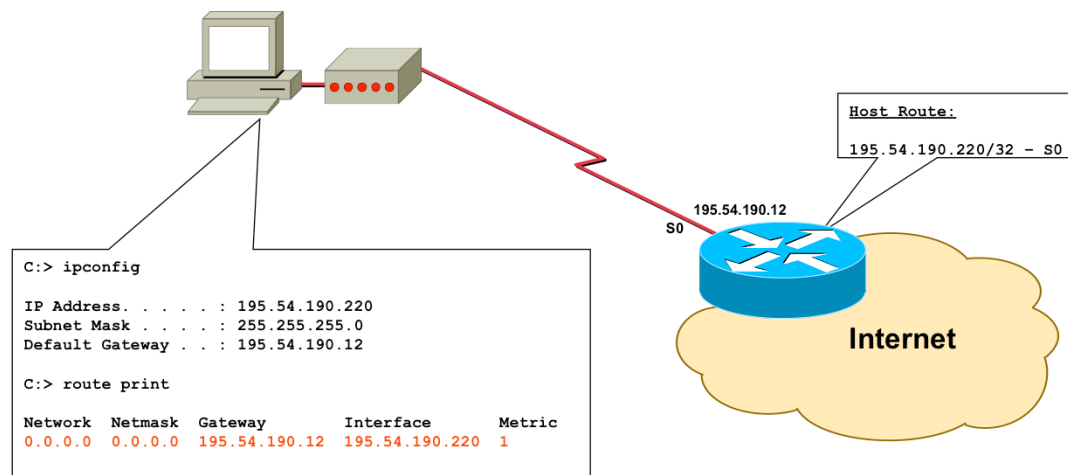 Host Route:
195.54.190.220/32 – S0
195.54.190.12
S0
Internet
C:> ipconfig
IP Address. . . . . : 195.54.190.220
Subnet Mask . . . . : 255.255.255.0
Default Gateway . . : 195.54.190.12
C:> route print
Network Netmask Gateway Interface Metric
0.0.0.0 0.0.0.0 195.54.190.12 195.54.190.220 1